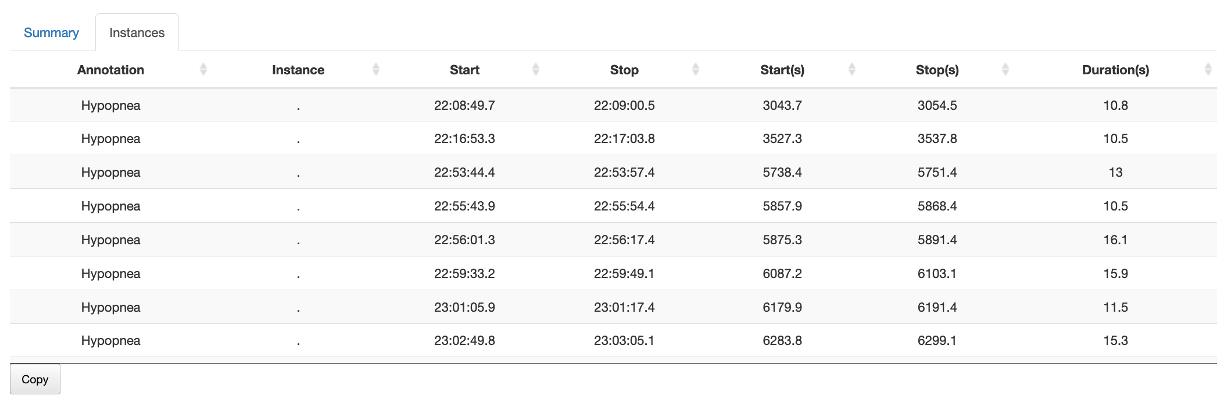 Summary Instances
Annotation Instance Start Stop Start(s) Stop(s) Duration(s)
Hypopnea . 22:08:49.7 22:09:00.5 3043.7 3054.5 10.8
Hypopnea . 22:16:53.3 22:17:03.8 3527.3 3537.8 10.5
Hypopnea . 22:53:44.4 22:53:57.4 5738.4 5751.4 13
Hypopnea . 22:55:43.9 22:55:54.4 5857.9 5868.4 10.5
Hypopnea . 22:56:01.3 22:56:17.4 5875.3 5891.4 16.1
Hypopnea . 22:59:33.2 22:59:49.1 6087.2 6103.1 15.9
Hypopnea . 23:01:05.9 23:01:17.4 6179.9 6191.4 11.5
Hypopnea . 23:02:49.8 23:03:05.1 6283.8 6299.1 15.3
Copy